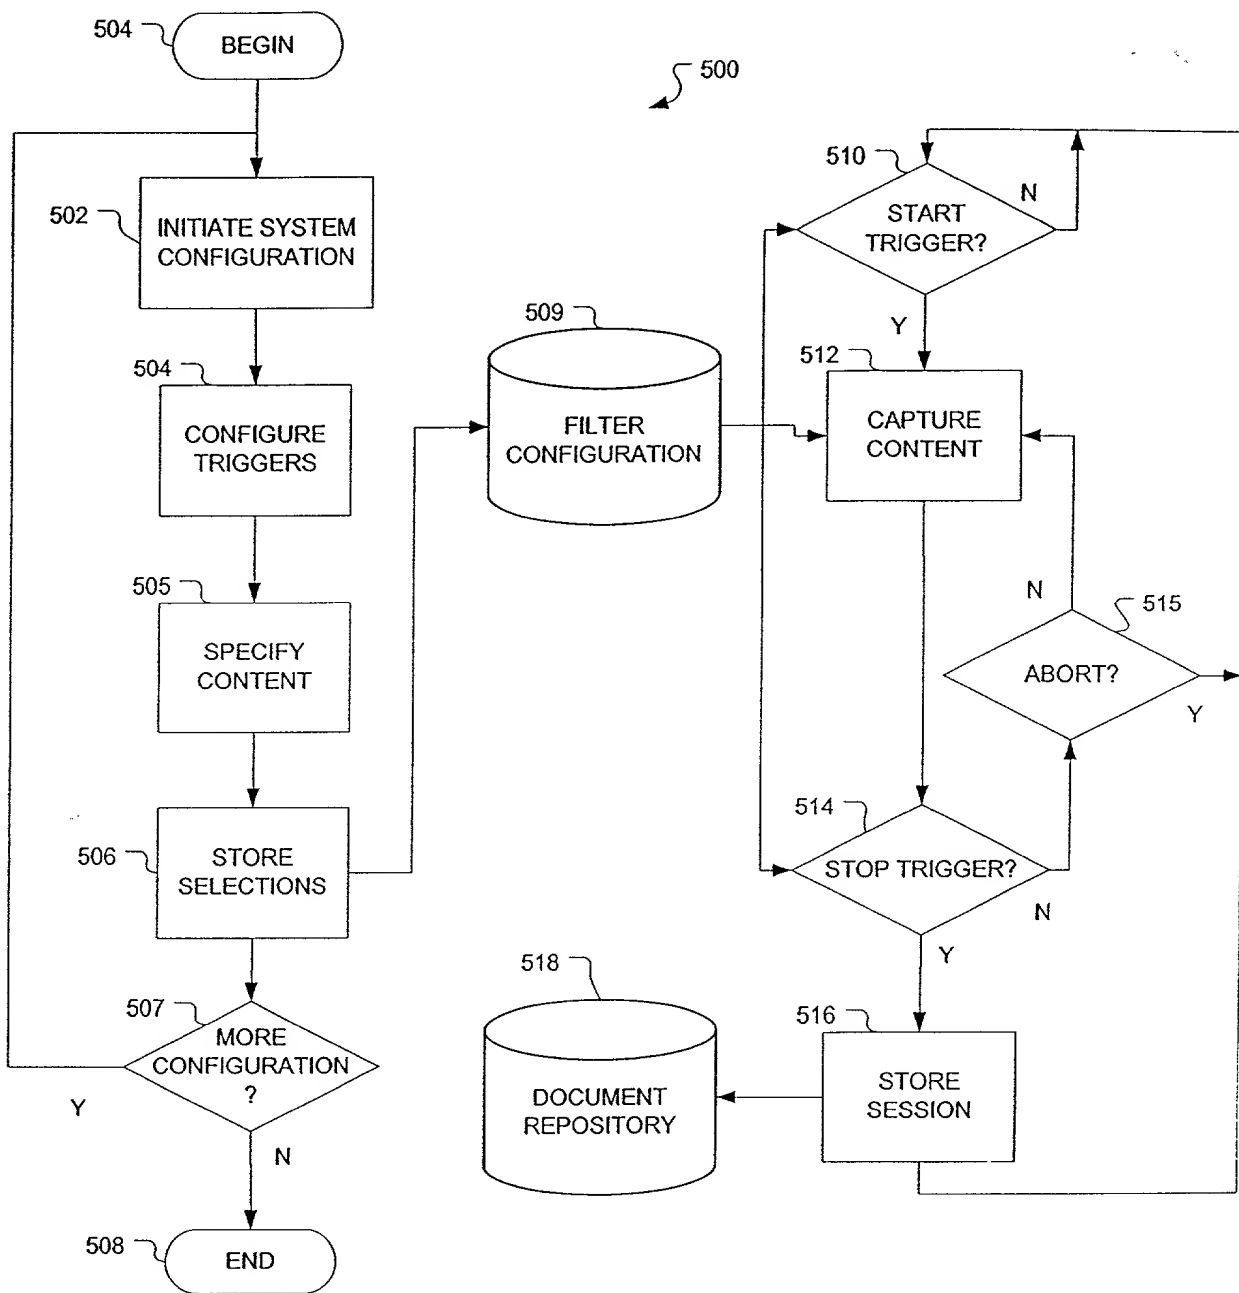 504
BEGIN
500
502
INITIATE SYSTEM
CONFIGURATION
504
CONFIGURE
TRIGGERS
505
SPECIFY
CONTENT
506
STORE
SELECTIONS
507
MORE
CONFIGURATION
?
Y
N
508
END
509
FILTER
CONFIGURATION
510
START
TRIGGER?
N
Y
512
CAPTURE
CONTENT
N
515
ABORT?
Y
514
STOP TRIGGER?
N
Y
516
STORE
SESSION
518
DOCUMENT
REPOSITORY